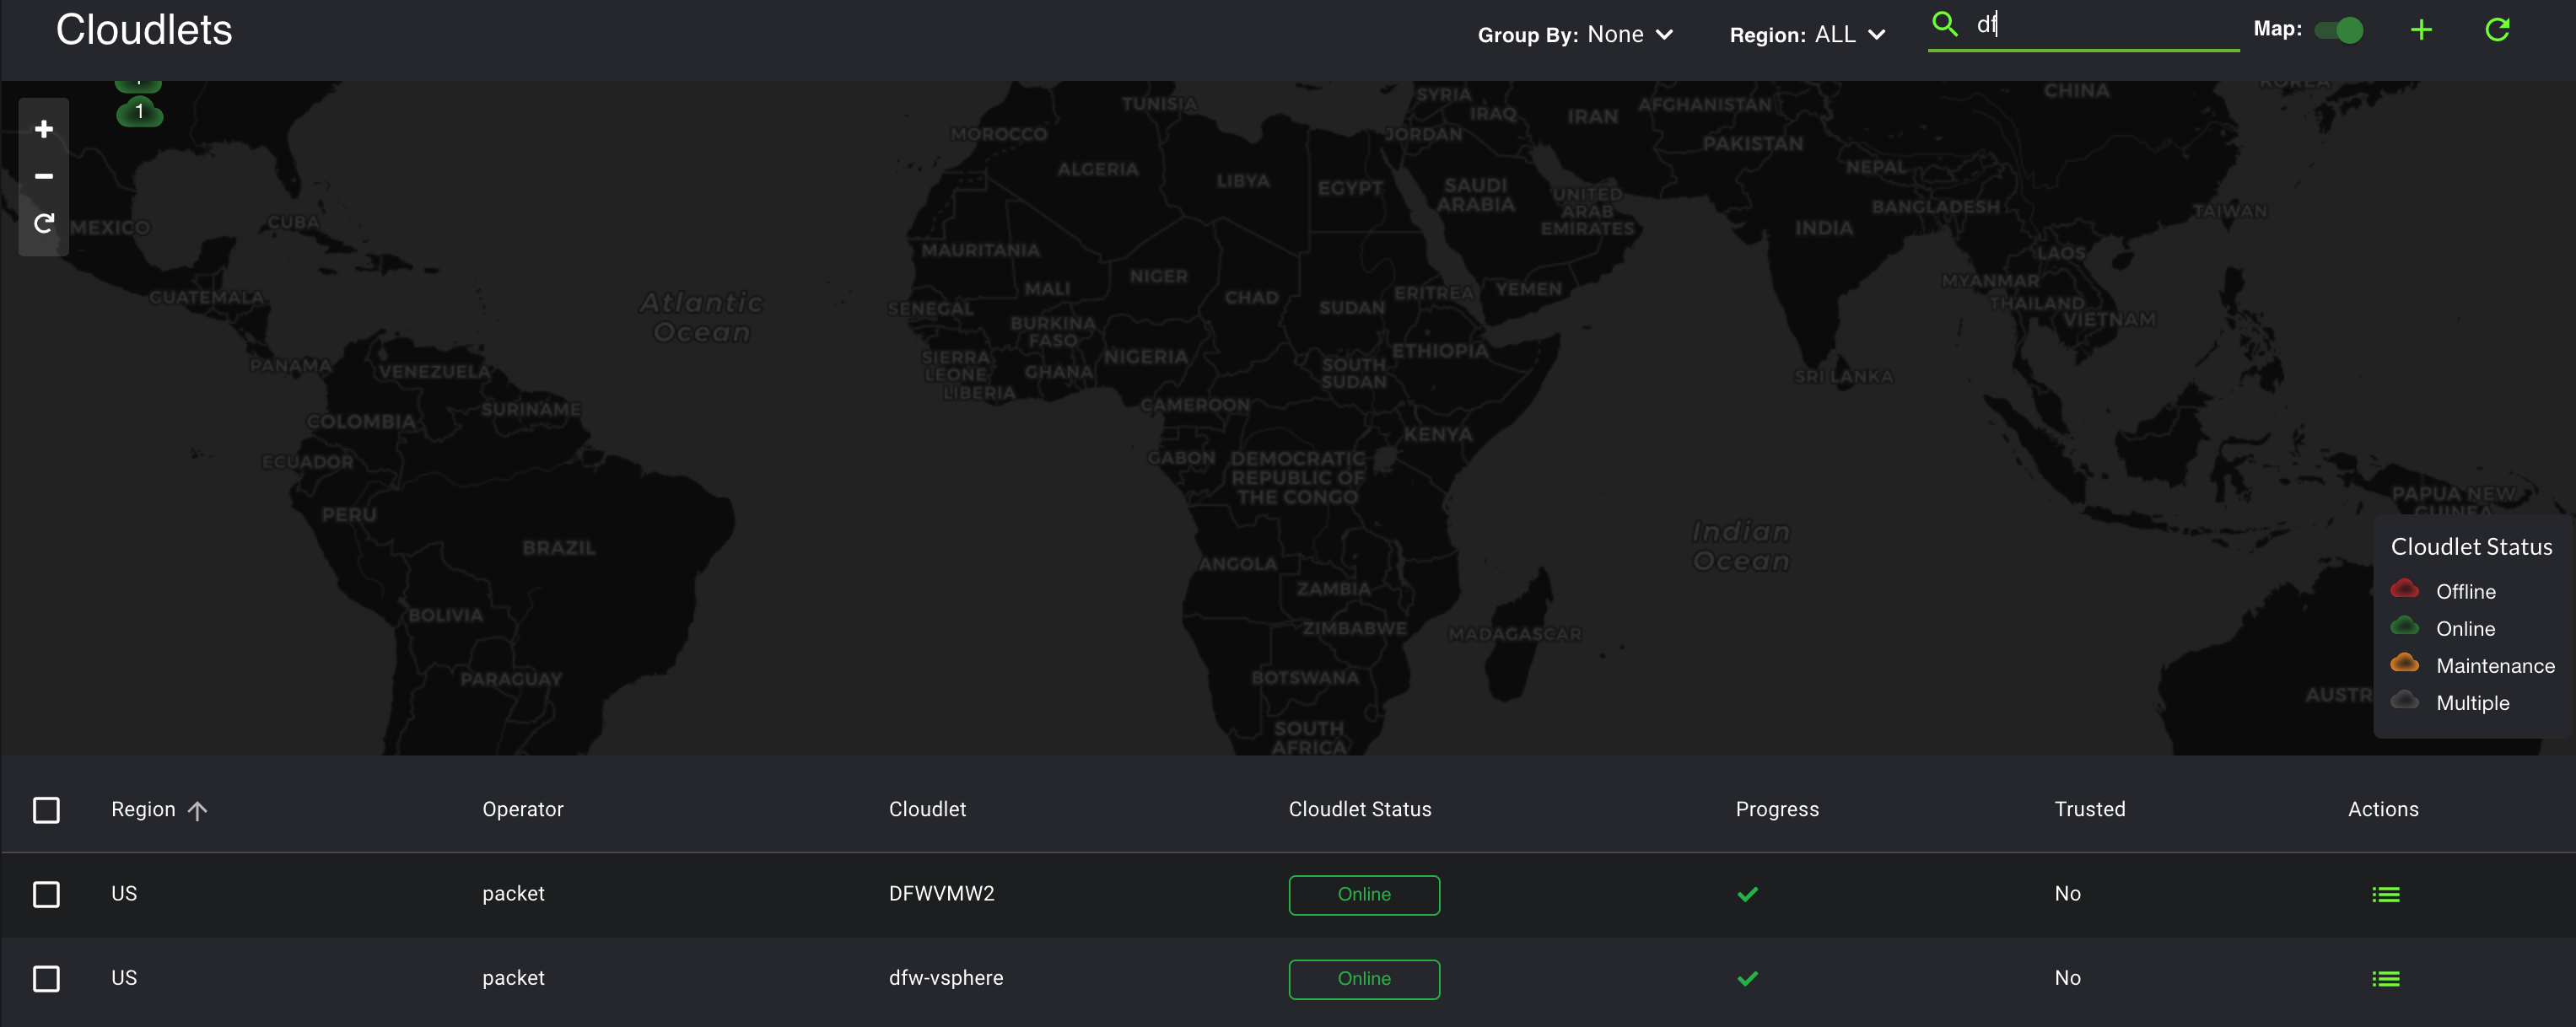 Cloudlets
Group By: None
Region: ALL
df
Map:
1
TUNISIA
MOROCCO
ALGERIA
LIBYA
EGYPT
SYRIA
IRAQ
JORDAN
IRAN
AFGHANISTAN
PAKISTAN
NEPAL
CHINA
KOREA
SAUDI
ARABIA
UNITED
ARAB
EMIRATES
INDIA
BANGLADESH
TAIWAN
MEXICO
CUBA
GUATEMALA
MAURITANIA
MALI
NIGER
CHAD
SUDAN
ERITREA
YEMEN
LAOS
MYANMAR
THAILAND
VIETNAM
Atlantic
Ocean
SENEGAL
BURKINA
FASO
SIERRA
LEONE
LIBERIA
GHANA
NIGERIA
ETHIOPIA
SOUTH
SUDAN
SRI LANKA
PANAMA
VENEZUELA
SURINAME
COLOMBIA
ECUADOR
CAMEROON
KENYA
GABON
DEMOCRATIC
REPUBLIC OF
THE CONGO
PERU
BRAZIL
Indian
Ocean
PAPUA NEW
GUINEA
ANGOLA
ZAMBIA
BOLIVIA
ZIMBABWE
MADAGASCAR
PARAGUAY
BOTSWANA
SOUTH
AFRICA
AUSTR
Cloudlet Status
Offline
Online
Maintenance
Multiple
Region Operator Cloudlet Cloudlet Status Progress Trusted Actions
US packet DFWVMW2 Online No
US packet dfw-vsphere Online No